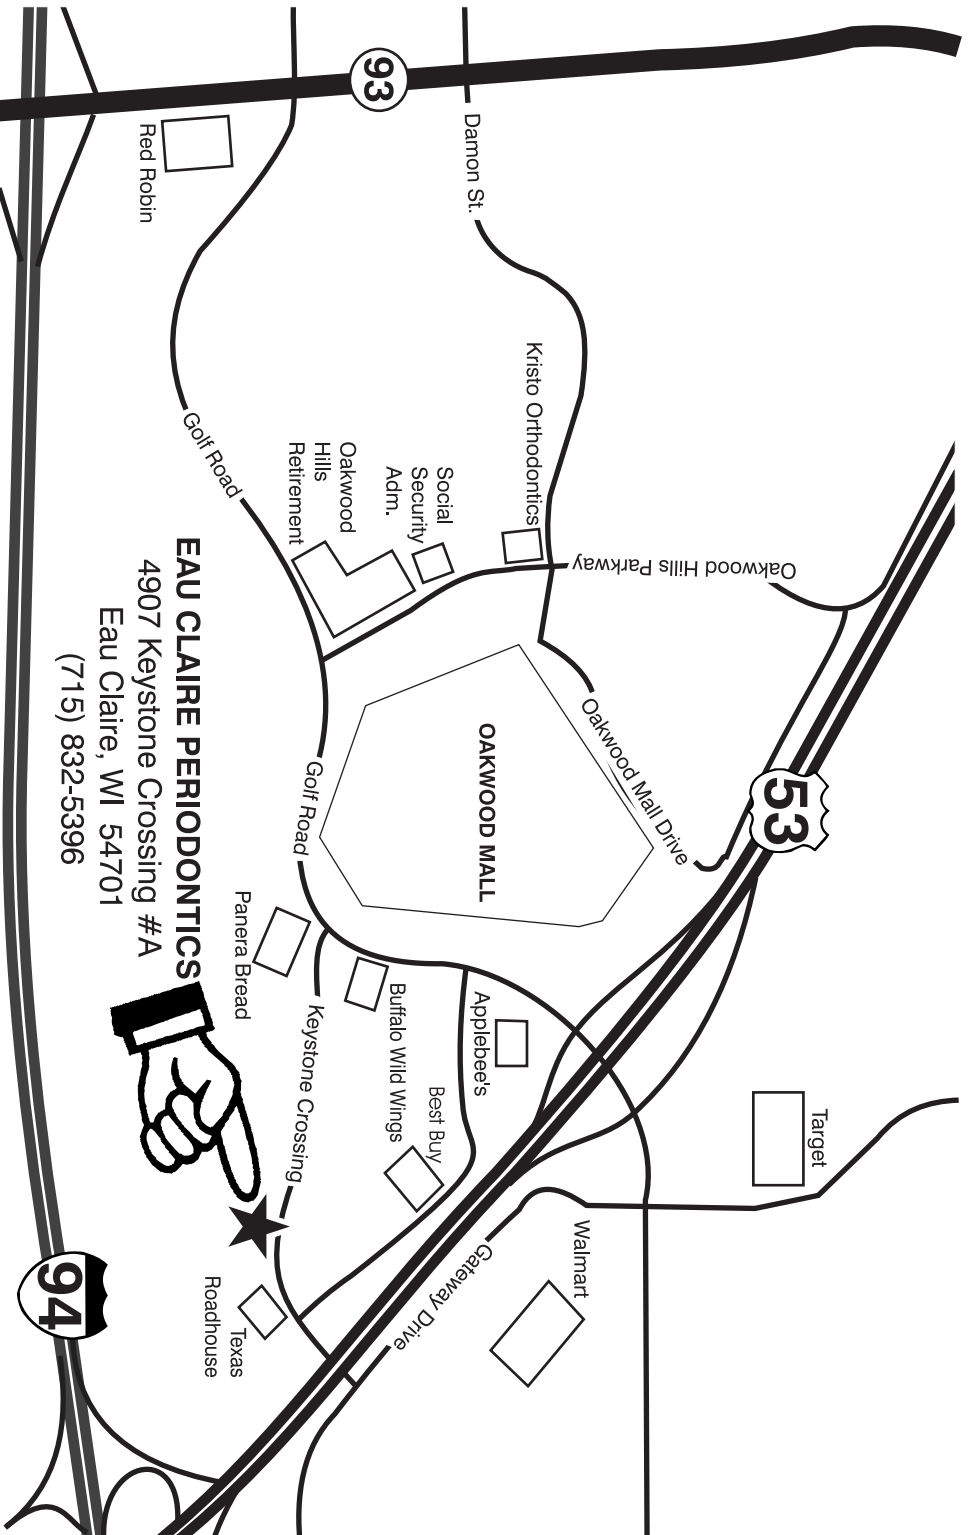 93
Damon St.
Red Robin
Golf Road
Kristo Orthodontics
Social
Security
Adm.
Oakwood
Hills
Retirement
Oakwood Hills Parkway
53
Oakwood Mall Drive
OAKWOOD MALL
Golf Road
Panera Bread
Buffalo Wild Wings
Applebee's
Best Buy
Keystone Crossing
Target
Walmart
Gateway Drive
Texas
Roadhouse
EAU CLAIRE PERIODONTICS
4907 Keystone Crossing #A
Eau Claire, WI 54701
(715) 832-5396
94